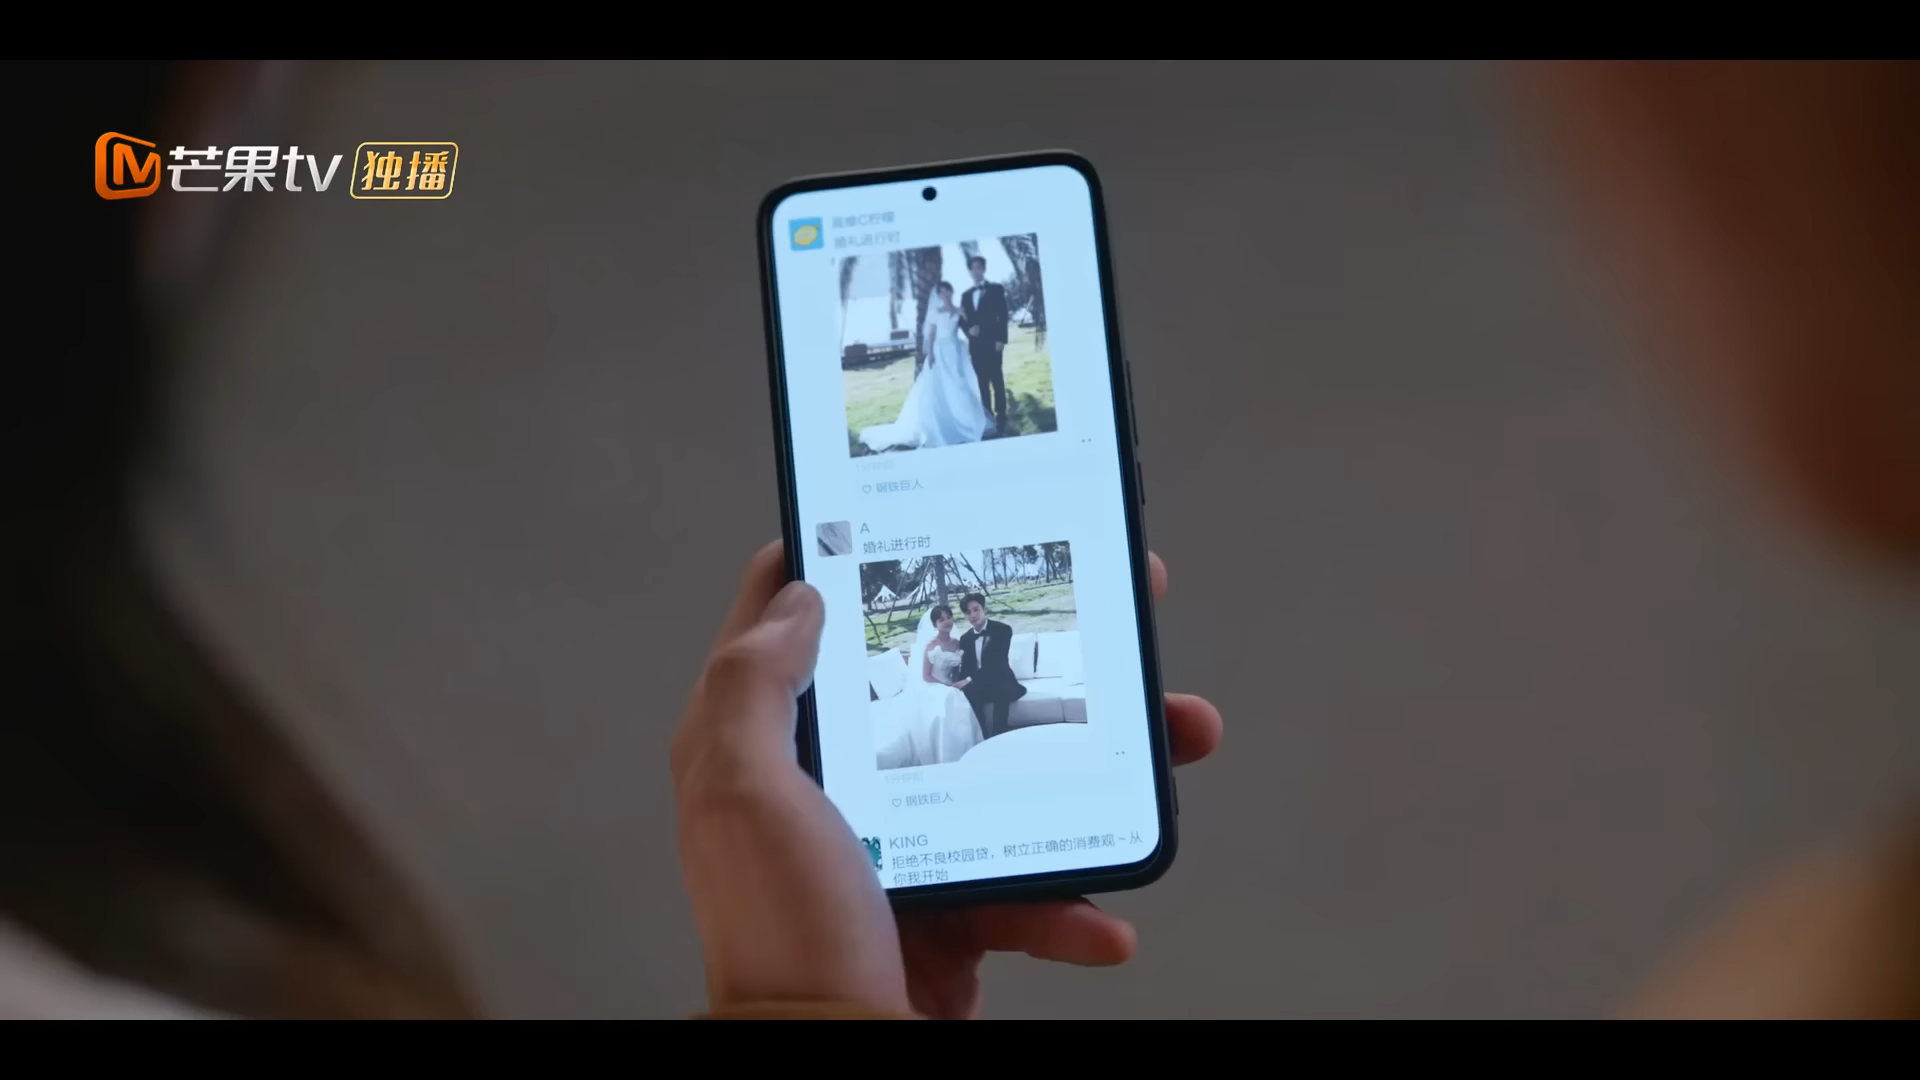 芒果tv 独播
婚礼进行时
♡ 钢铁巨人
A
婚礼进行时
♡ 钢铁巨人
KING
拒绝不良校园贷，树立正确的消费观~从
你我开始